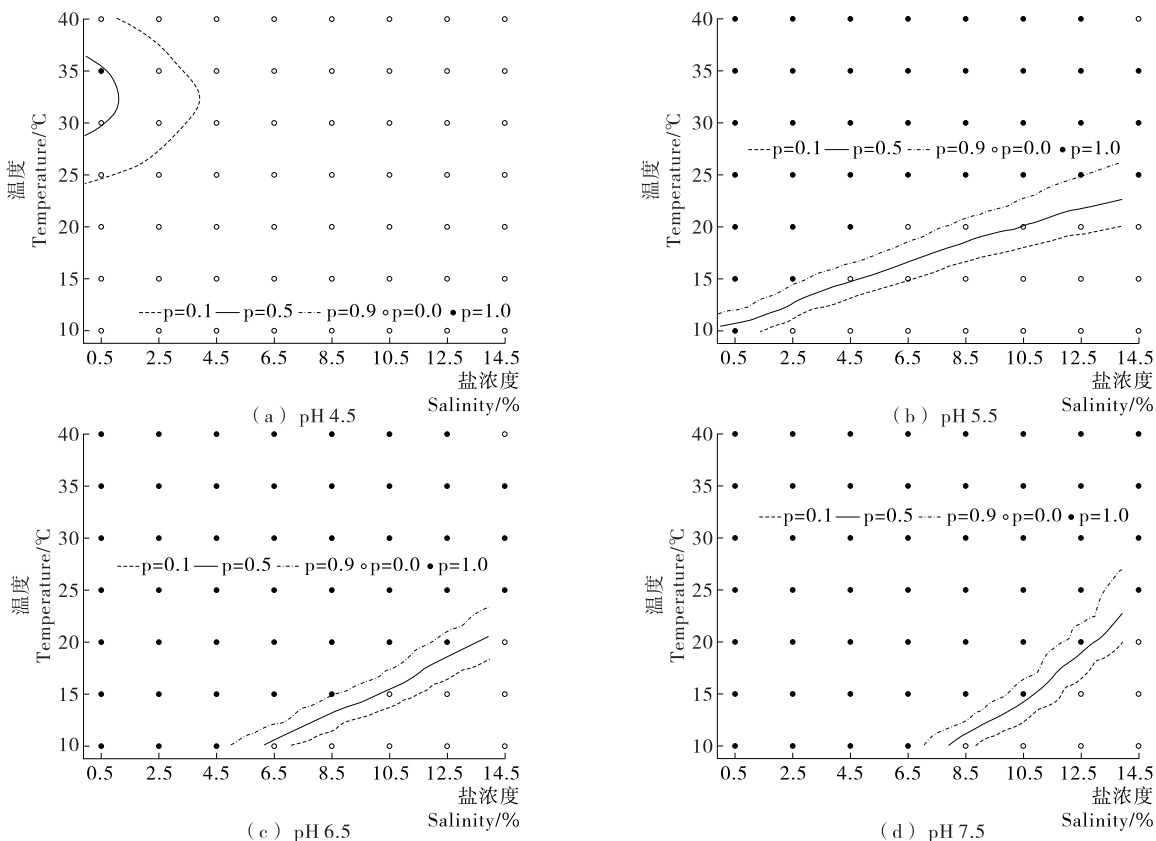 40
35
30
25
20
15
10
温度
Temperature/℃
p=0.1 p=0.5 p=0.9 p=0.0 p=1.0
0.5 2.5 4.5 6.5 8.5 10.5 12.5 14.5
盐浓度
Salinity/%
（a）pH 4.5
40
35
30
25
20
15
10
温度
Temperature/℃
p=0.1 p=0.5 p=0.9 p=0.0 p=1.0
0.5 2.5 4.5 6.5 8.5 10.5 12.5 14.5
盐浓度
Salinity/%
（b）pH 5.5
40
35
30
25
20
15
10
温度
Temperature/℃
p=0.1 p=0.5 p=0.9 p=0.0 p=1.0
0.5 2.5 4.5 6.5 8.5 10.5 12.5 14.5
盐浓度
Salinity/%
（c）pH 6.5
40
35
30
25
20
15
10
温度
Temperature/℃
p=0.1 p=0.5 p=0.9 p=0.0 p=1.0
0.5 2.5 4.5 6.5 8.5 10.5 12.5 14.5
盐浓度
Salinity/%
（d）pH 7.5